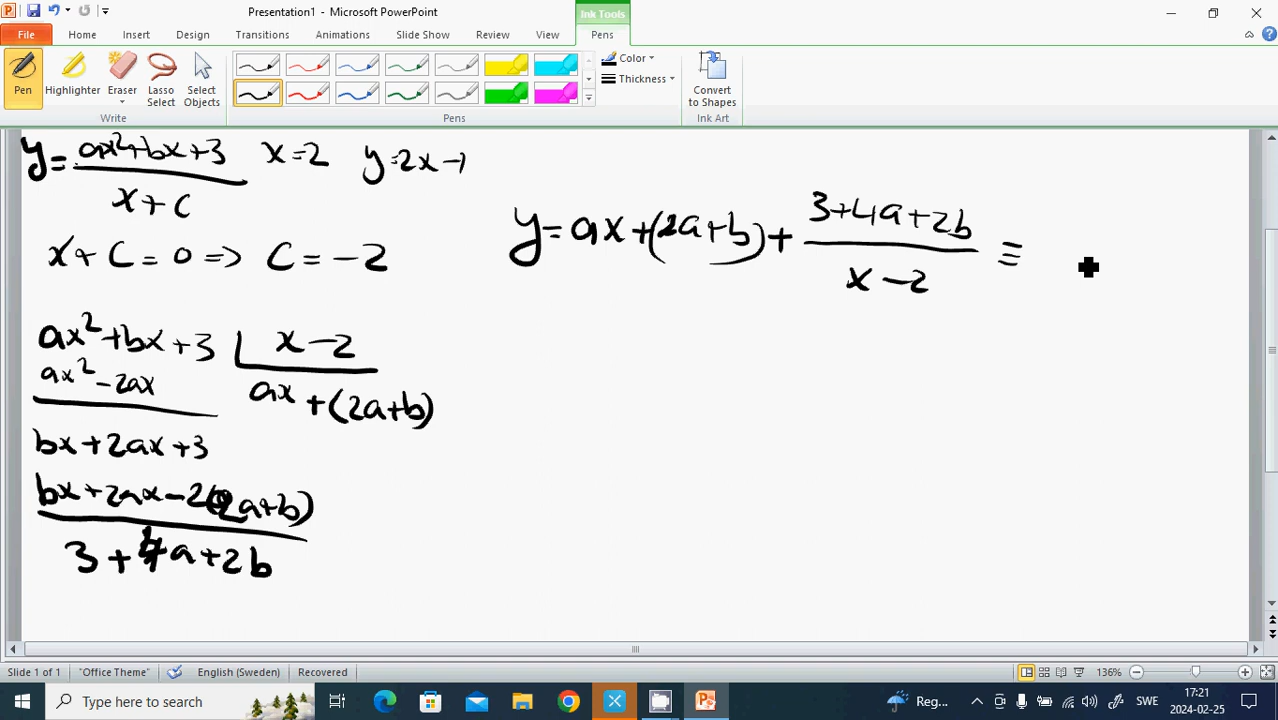 Presentation1 - Microsoft PowerPoint
Ink Tools
File Home Insert Design Transitions Animations Slide Show Review View Pens
Pen Highlighter Eraser Lasso Select Select Objects
Color
Thickness
Convert to Shapes
Write Pens Ink Art
y = (ax²+bx+3)/(x+c) x=2 y=2x-1
x+c=0 => c=-2
y=ax+(2a+b)+(3+4a+2b)/(x-2) ≡
ax²+bx+3 | x-2
ax²-2ax ax+(2a+b)
bx+2ax+3
bx+2ax-2(2a+b)
3+4a+2b
Slide 1 of 1 "Office Theme" English (Sweden) Recovered 136%
Type here to search Reg... SWE 17:21
2024-02-25